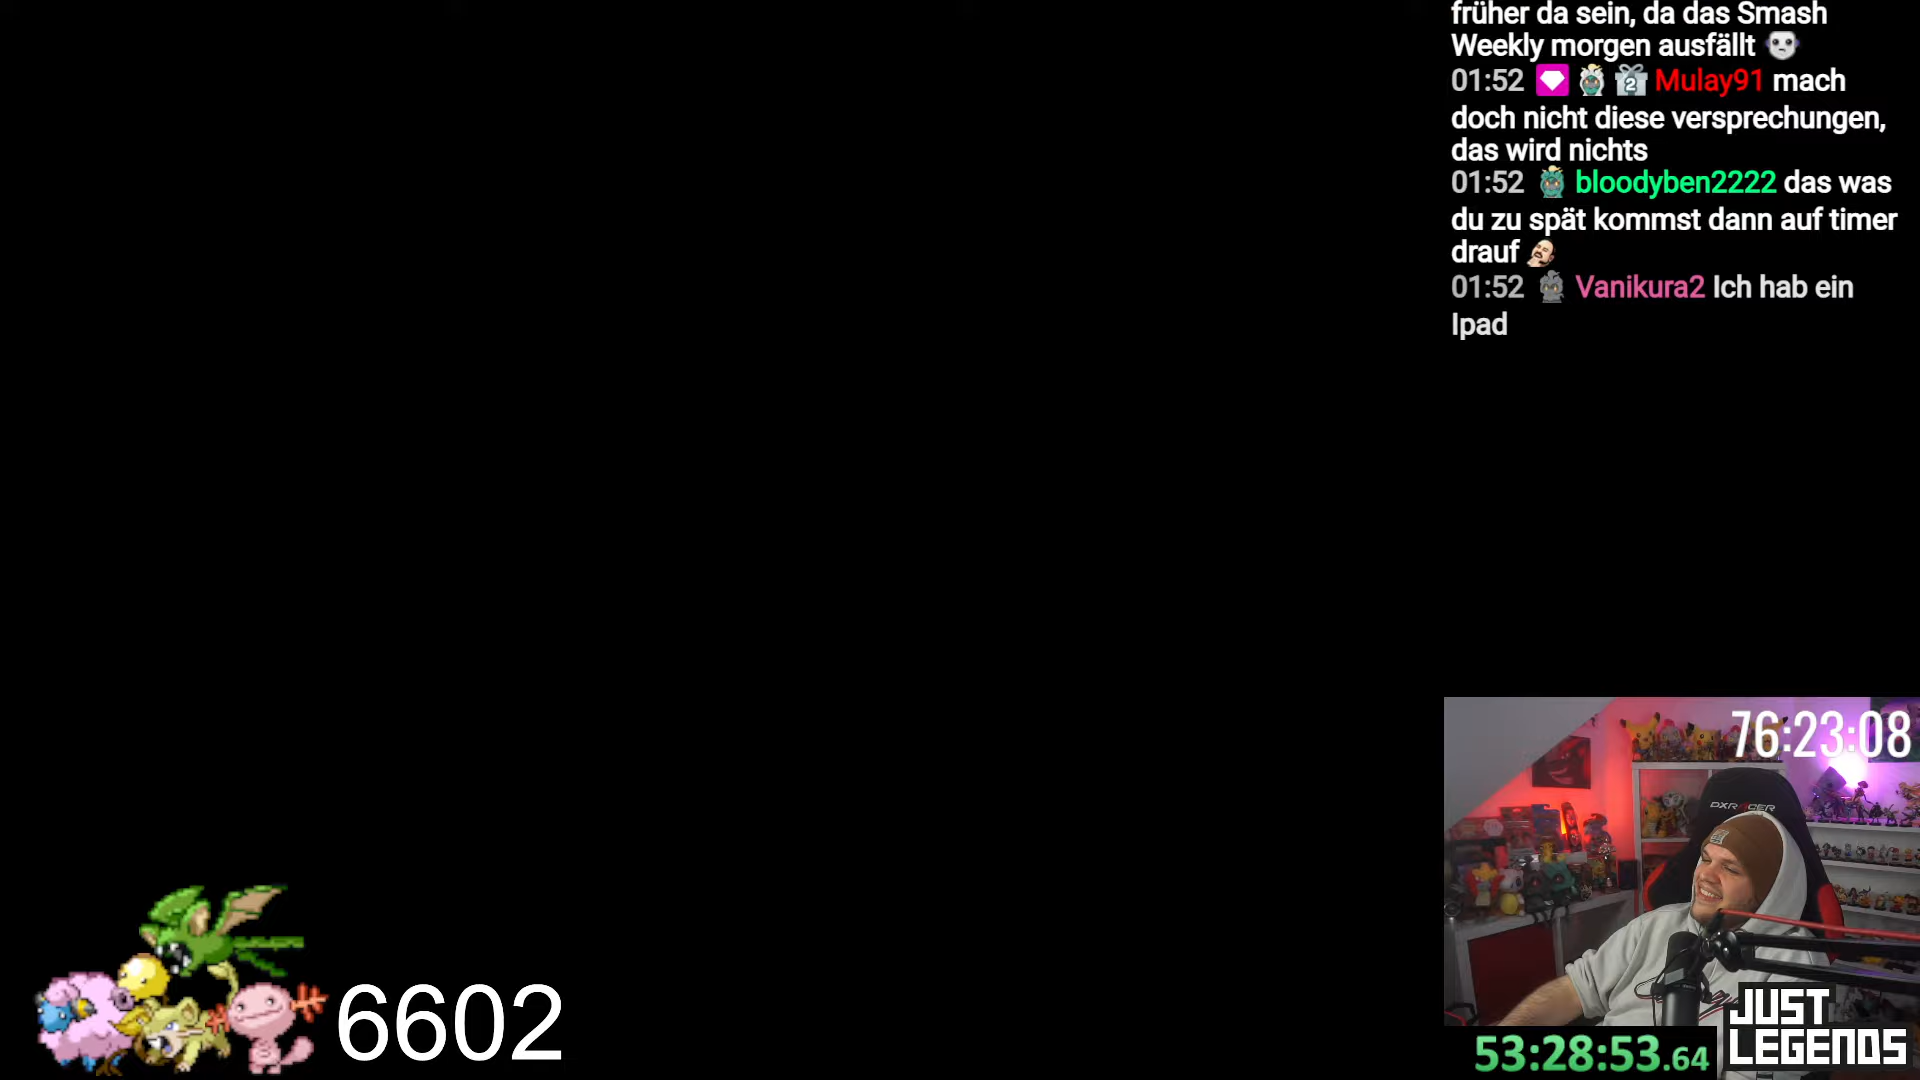 früher da sein, da das Smash
Weekly morgen ausfällt
01:52 2 Mulay91 mach
doch nicht diese versprechungen,
das wird nichts
01:52 bloodyben2222 das was
du zu spät kommst dann auf timer
drauf
01:52 Vanikura2 Ich hab ein
Ipad
76:23:08
DXRACER
6602
JUST
LEGENDS
53:28:53.64